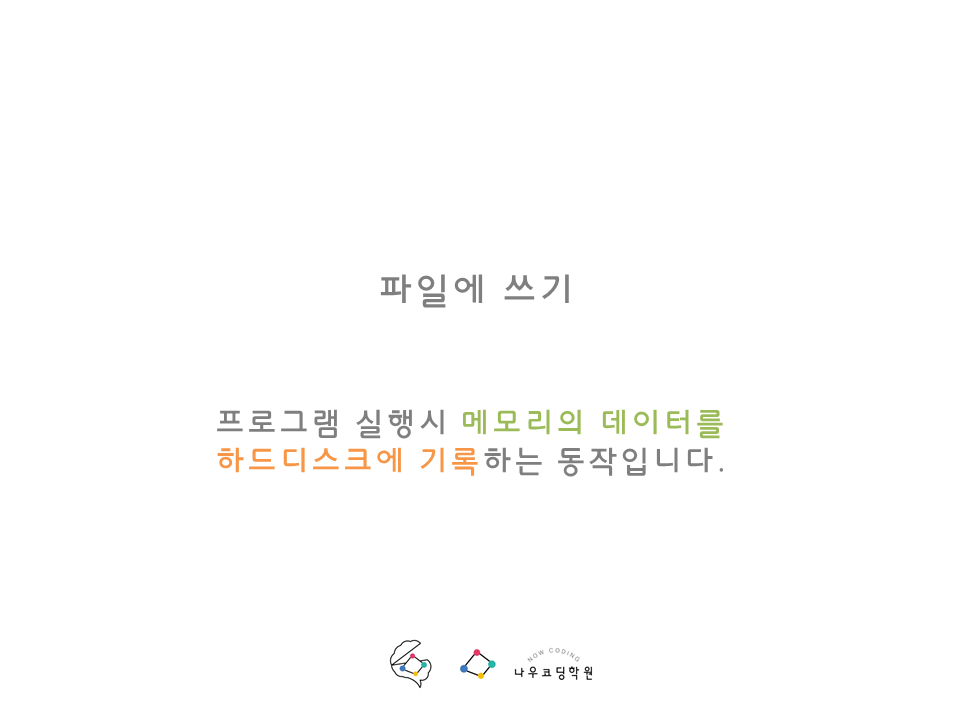 파일에 쓰기
프로그램 실행시 메모리의 데이터를
하드디스크에 기록하는 동작입니다.
NOW CODING
나우코딩학원